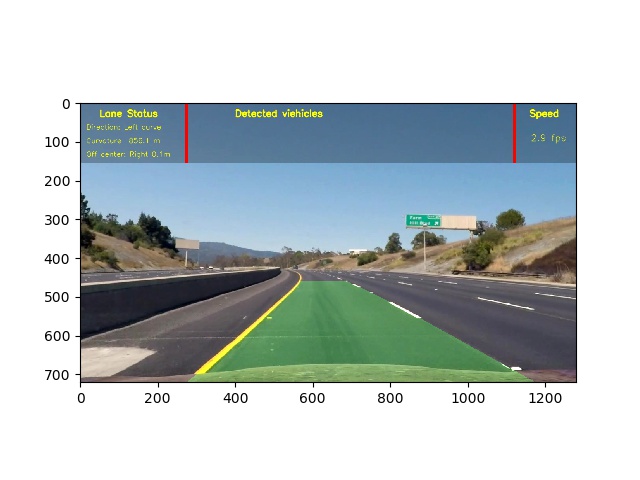 Lane Status
Detected viehicles
Speed
Direction: Left curve
Curvature: 856.1 m
Off center: Right 0.1m
2.9 fps
0
100
200
300
400
500
600
700
0
200
400
600
800
1000
1200